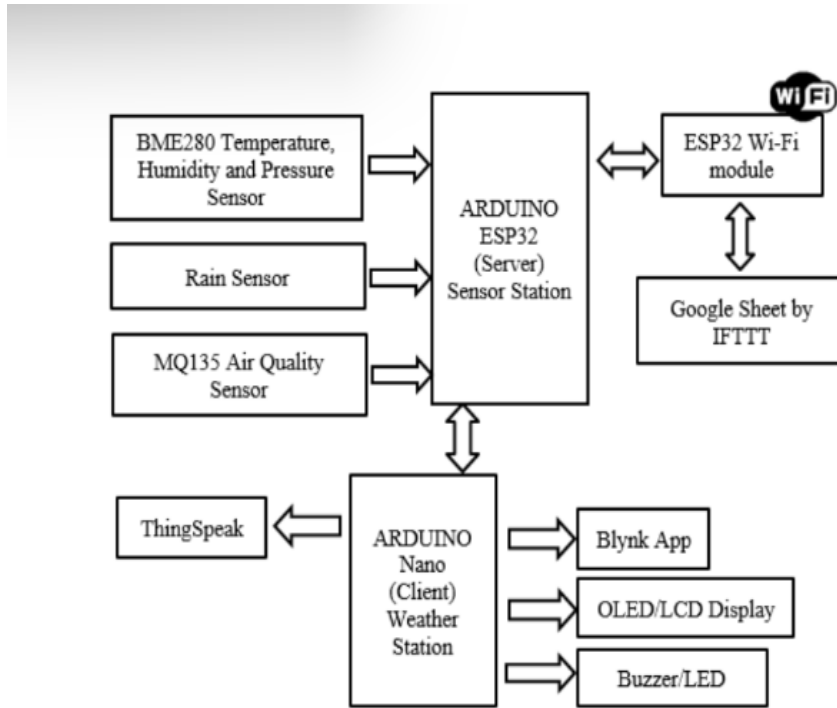 BME280 Temperature,
Humidity and Pressure
Sensor
Rain Sensor
MQ135 Air Quality
Sensor
ARDUINO
ESP32
(Server)
Sensor Station
WiFi
ESP32 Wi-Fi
module
Google Sheet by
IFTTT
ThingSpeak
ARDUINO
Nano
(Client)
Weather
Station
Blynk App
OLED/LCD Display
Buzzer/LED